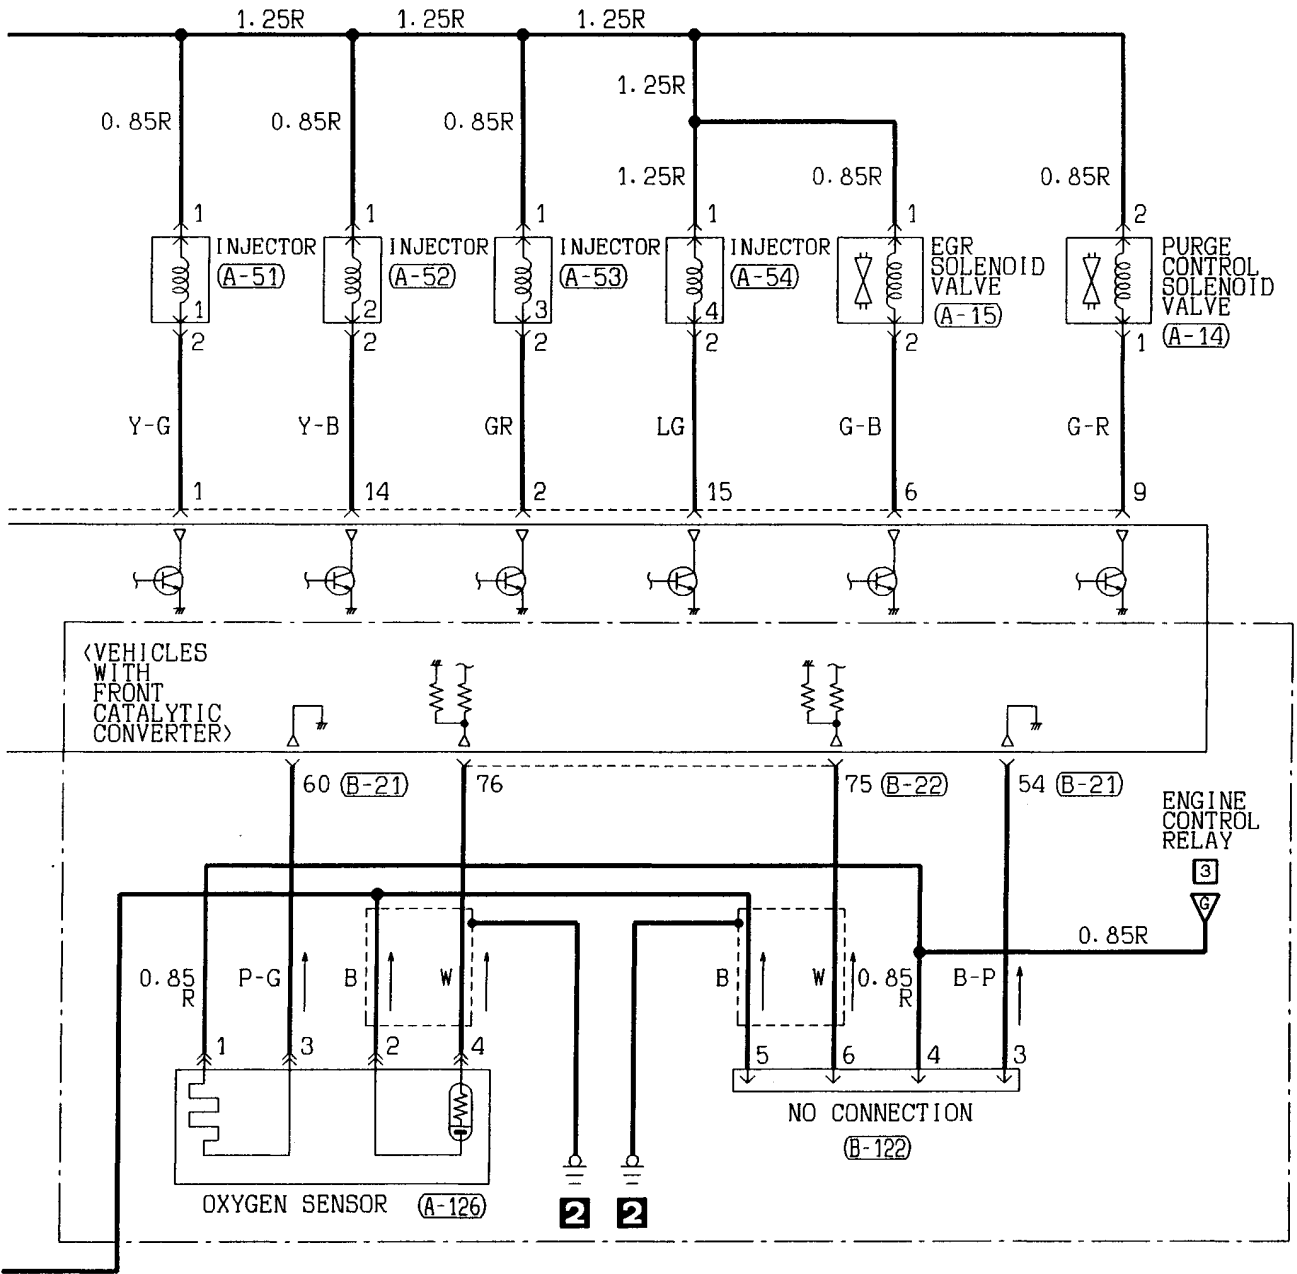 1.25R 1.25R 1.25R
1.25R
0.85R 0.85R 0.85R
1.25R 0.85R 0.85R
1 1 1 1 1 2
INJECTOR INJECTOR INJECTOR INJECTOR EGR SOLENOID VALVE PURGE CONTROL SOLENOID VALVE
A-51 A-52 A-53 A-54 A-15 A-14
1 2 3 4
2 2 2 2 2 1
Y-G Y-B GR LG G-B G-R
1 14 2 15 6 9
<VEHICLES
WITH
FRONT
CATALYTIC
CONVERTER>
60 B-21 76 75 B-22 54 B-21
ENGINE
CONTROL
RELAY
3
G
0.85R
0.85
R
P-G B W B W
0.85
R
B-P
1 3 2 4 5 6 4 3
NO CONNECTION
B-122
OXYGEN SENSOR A-126
2 2